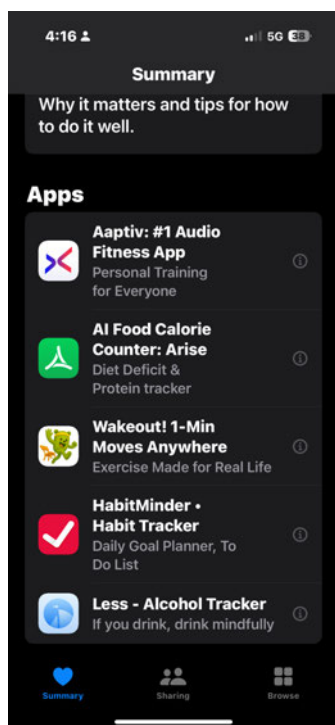 4:16
5G 38
Summary
Why it matters and tips for how
to do it well.
Apps
Aaptiv: #1 Audio
Fitness App
Personal Training
for Everyone
AI Food Calorie
Counter: Arise
Diet Deficit &
Protein tracker
Wakeout! 1-Min
Moves Anywhere
Exercise Made for Real Life
HabitMinder •
Habit Tracker
Daily Goal Planner, To
Do List
Less - Alcohol Tracker
If you drink, drink mindfully
Summary
Sharing
Browse